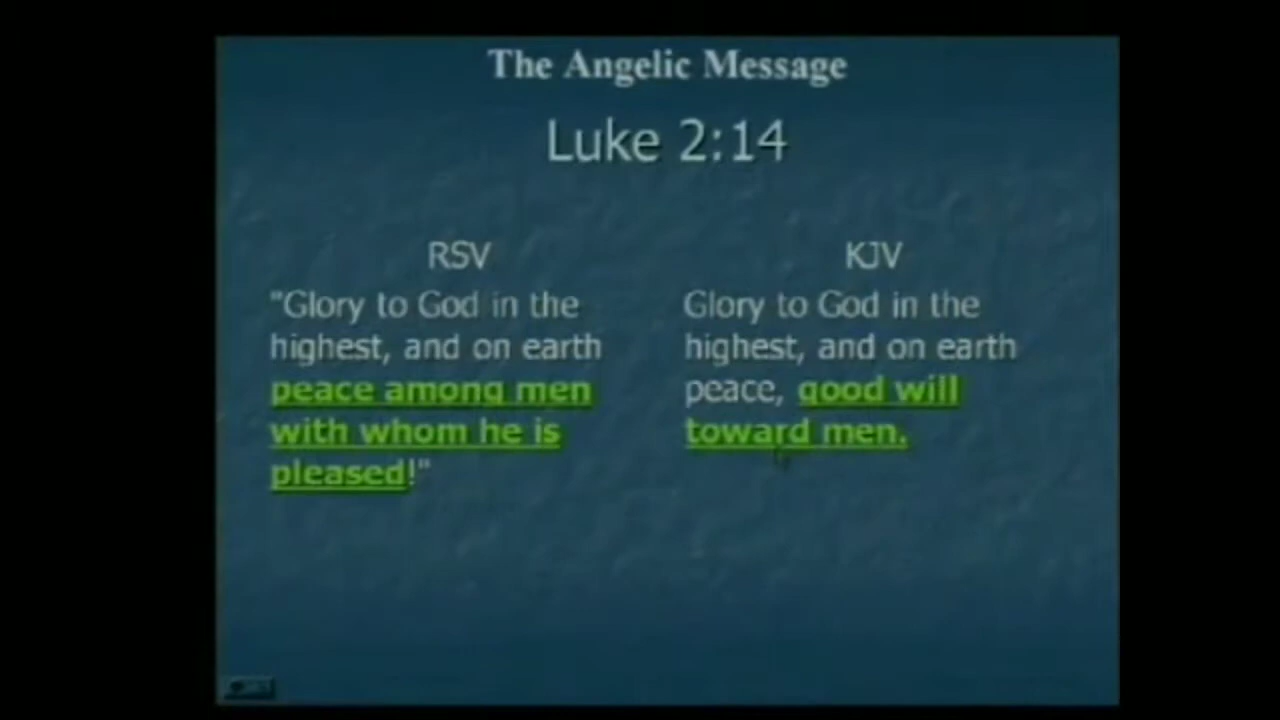 The Angelic Message
Luke 2:14
RSV
"Glory to God in the
highest, and on earth
peace among men
with whom he is
pleased!"
KJV
Glory to God in the
highest, and on earth
peace, good will
toward men.